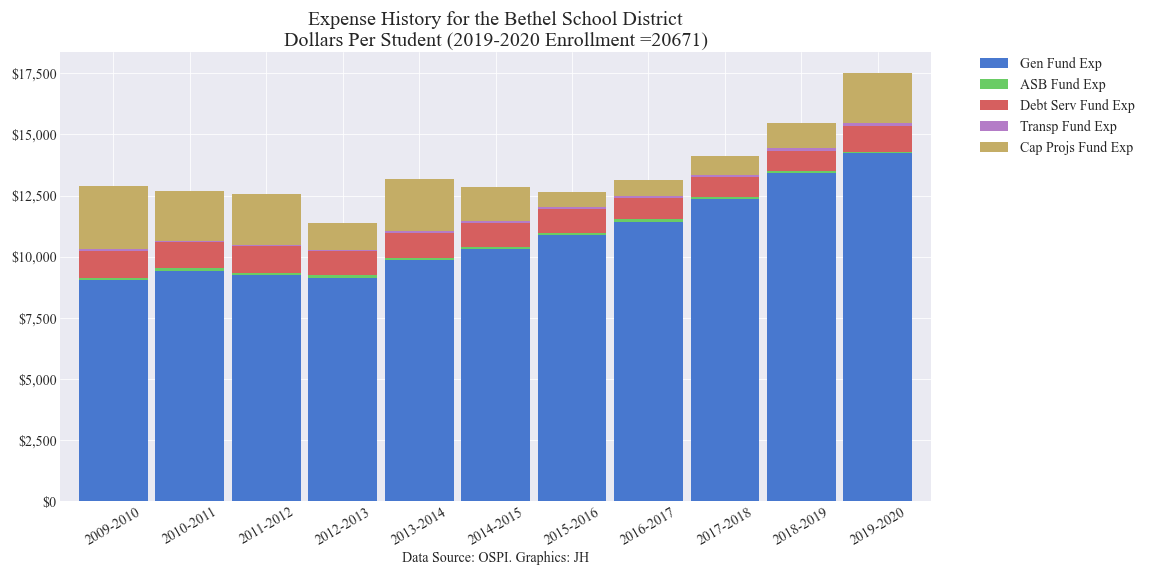 Expense History for the Bethel School District
Dollars Per Student (2019-2020 Enrollment =20671)
$17,500
$15,000
$12,500
$10,000
$7,500
$5,000
$2,500
$0
2009-2010
2010-2011
2011-2012
2012-2013
2013-2014
2014-2015
2015-2016
2016-2017
2017-2018
2018-2019
2019-2020
Data Source: OSPI. Graphics: JH
Gen Fund Exp
ASB Fund Exp
Debt Serv Fund Exp
Transp Fund Exp
Cap Projs Fund Exp